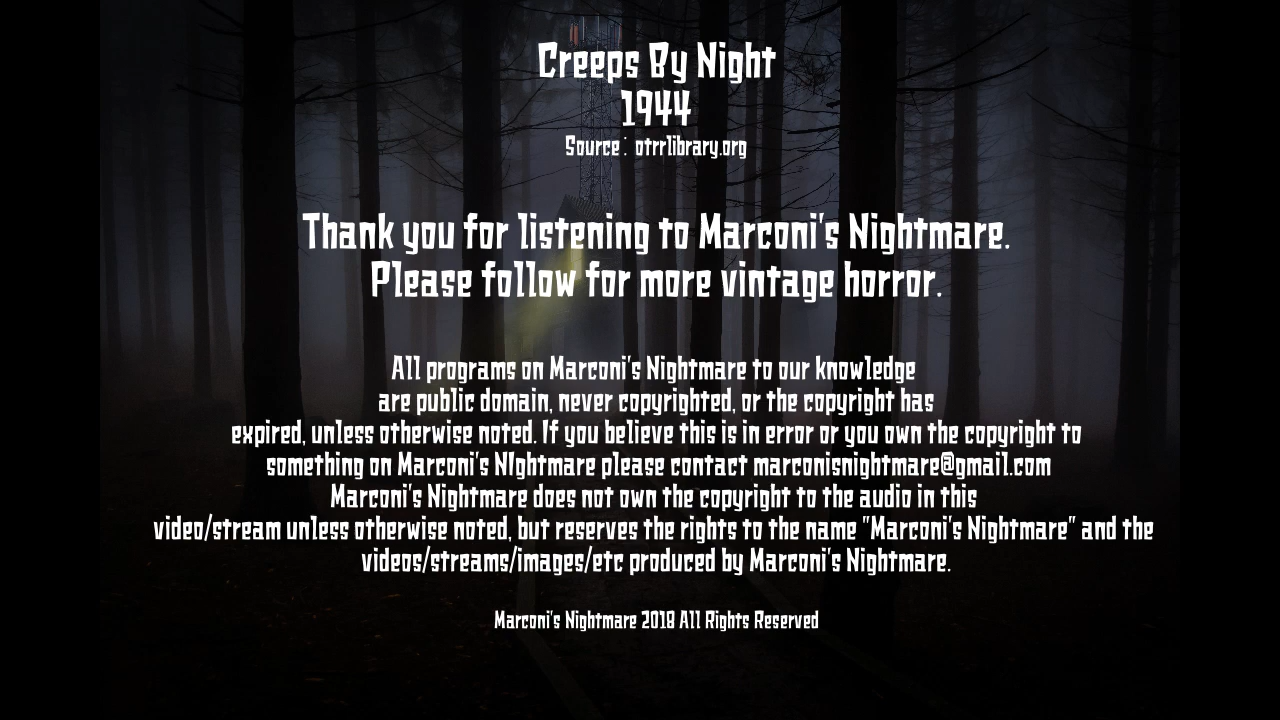 Creeps By Night
1944
Source: otrrlibrary.org
Thank you for listening to Marconi's Nightmare.
Please follow for more vintage horror.
All programs on Marconi's Nightmare to our knowledge
are public domain, never copyrighted, or the copyright has
expired, unless otherwise noted. If you believe this is in error or you own the copyright to
something on Marconi's NIghtmare please contact marconisnightmare@gmail.com
Marconi's Nightmare does not own the copyright to the audio in this
video/stream unless otherwise noted, but reserves the rights to the name "Marconi's Nightmare" and the
videos/streams/images/etc produced by Marconi's Nightmare.
Marconi's Nightmare 2018 All Rights Reserved